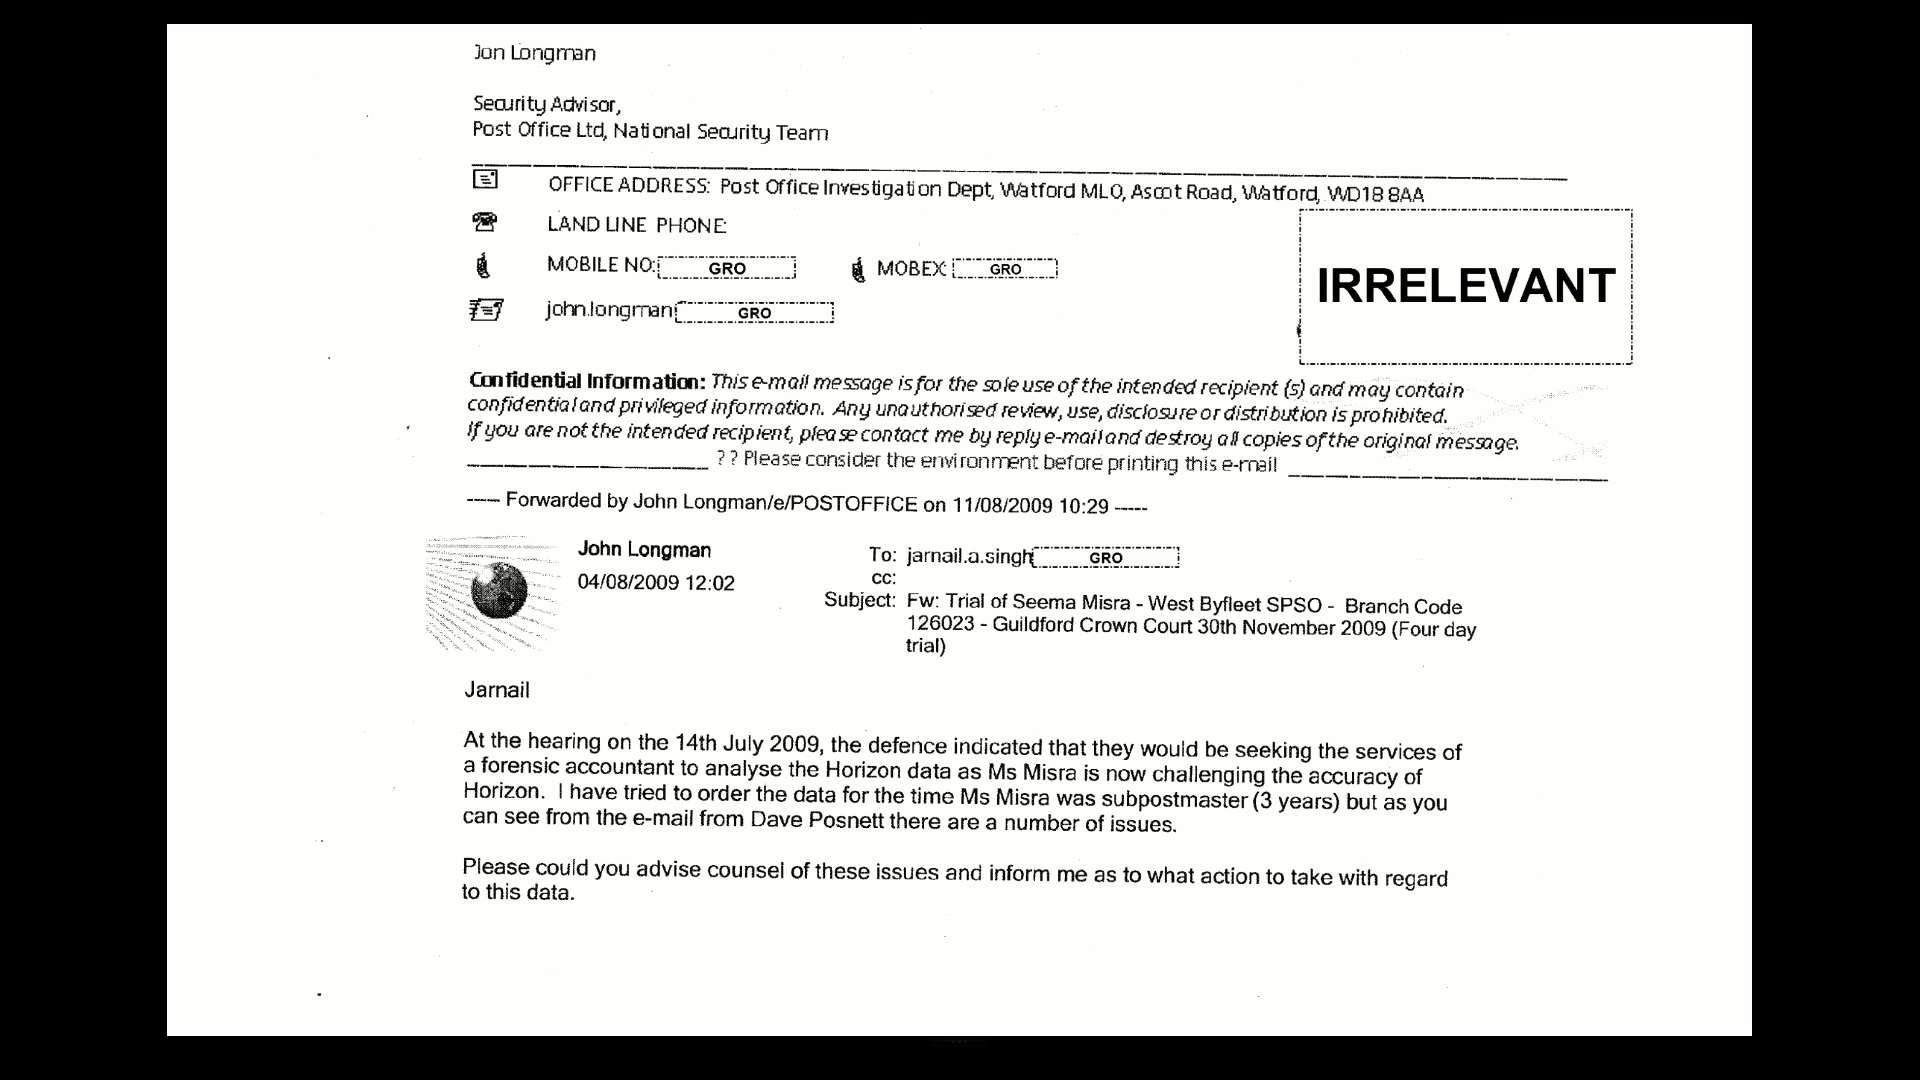 Jon Longman
Security Advisor,
Post Office Ltd, National Security Team
OFFICE ADDRESS: Post Office Investigation Dept, Watford MLO, Ascot Road, Watford, WD18 8AA
LAND LINE PHONE:
MOBILE NO: GRO MOBEX: GRO
IRRELEVANT
john.longman GRO
Confidential Information: This e-mail message is for the sole use of the intended recipient (s) and may contain
confidential and privileged information. Any unauthorised review, use, disclosure or distribution is prohibited.
If you are not the intended recipient, please contact me by reply e-mail and destroy all copies of the original message.
____________________ ? ? Please consider the environment before printing this e-mail ____________________
----- Forwarded by John Longman/e/POSTOFFICE on 11/08/2009 10:29 -----
John Longman
04/08/2009 12:02
To: jarnail.a.singh GRO
cc:
Subject: Fw: Trial of Seema Misra - West Byfleet SPSO - Branch Code
126023 - Guildford Crown Court 30th November 2009 (Four day
trial)
Jarnail
At the hearing on the 14th July 2009, the defence indicated that they would be seeking the services of
a forensic accountant to analyse the Horizon data as Ms Misra is now challenging the accuracy of
Horizon. I have tried to order the data for the time Ms Misra was subpostmaster (3 years) but as you
can see from the e-mail from Dave Posnett there are a number of issues.
Please could you advise counsel of these issues and inform me as to what action to take with regard
to this data.